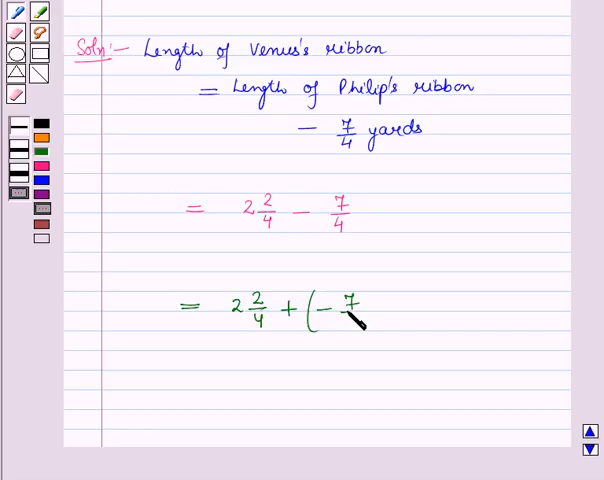 Soln:- Length of Venus's ribbon
= Length of Philip's ribbon
- 7/4 yards
= 2 2/4 - 7/4
= 2 2/4 + (- 7